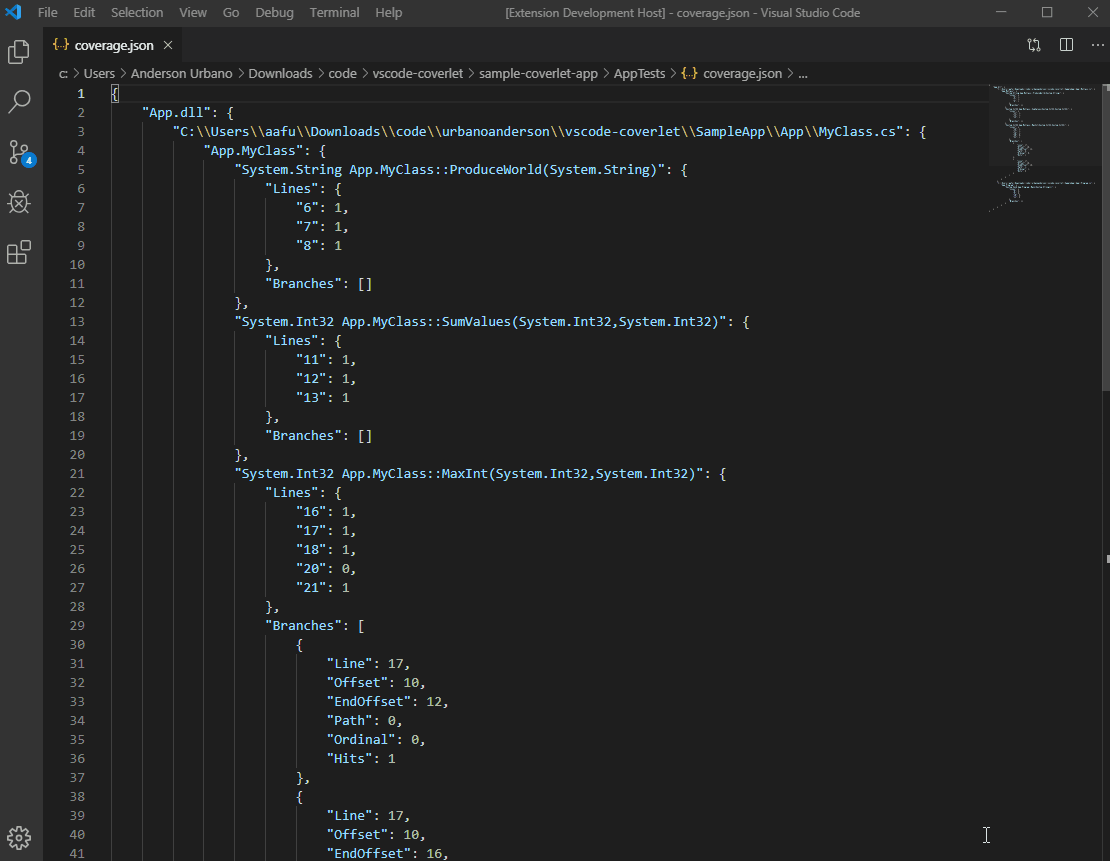 File Edit Selection View Go Debug Terminal Help [Extension Development Host] - coverage.json - Visual Studio Code
{..} coverage.json ×
c: > Users > Anderson Urbano > Downloads > code > vscode-coverlet > sample-coverlet-app > AppTests > {..} coverage.json > ...
4
1 {
2 "App.dll": {
3 "C:\\Users\\aafu\\Downloads\\code\\urbanoanderson\\vscode-coverlet\\SampleApp\\App\\MyClass.cs": {
4 "App.MyClass": {
5 "System.String App.MyClass::ProduceWorld(System.String)": {
6 "Lines": {
7 "6": 1,
8 "7": 1,
9 "8": 1
10 },
11 "Branches": []
12 },
13 "System.Int32 App.MyClass::SumValues(System.Int32,System.Int32)": {
14 "Lines": {
15 "11": 1,
16 "12": 1,
17 "13": 1
18 },
19 "Branches": []
20 },
21 "System.Int32 App.MyClass::MaxInt(System.Int32,System.Int32)": {
22 "Lines": {
23 "16": 1,
24 "17": 1,
25 "18": 1,
26 "20": 0,
27 "21": 1
28 },
29 "Branches": [
30 {
31 "Line": 17,
32 "Offset": 10,
33 "EndOffset": 12,
34 "Path": 0,
35 "Ordinal": 0,
36 "Hits": 1
37 },
38 {
39 "Line": 17,
40 "Offset": 10,
41 "EndOffset": 16,